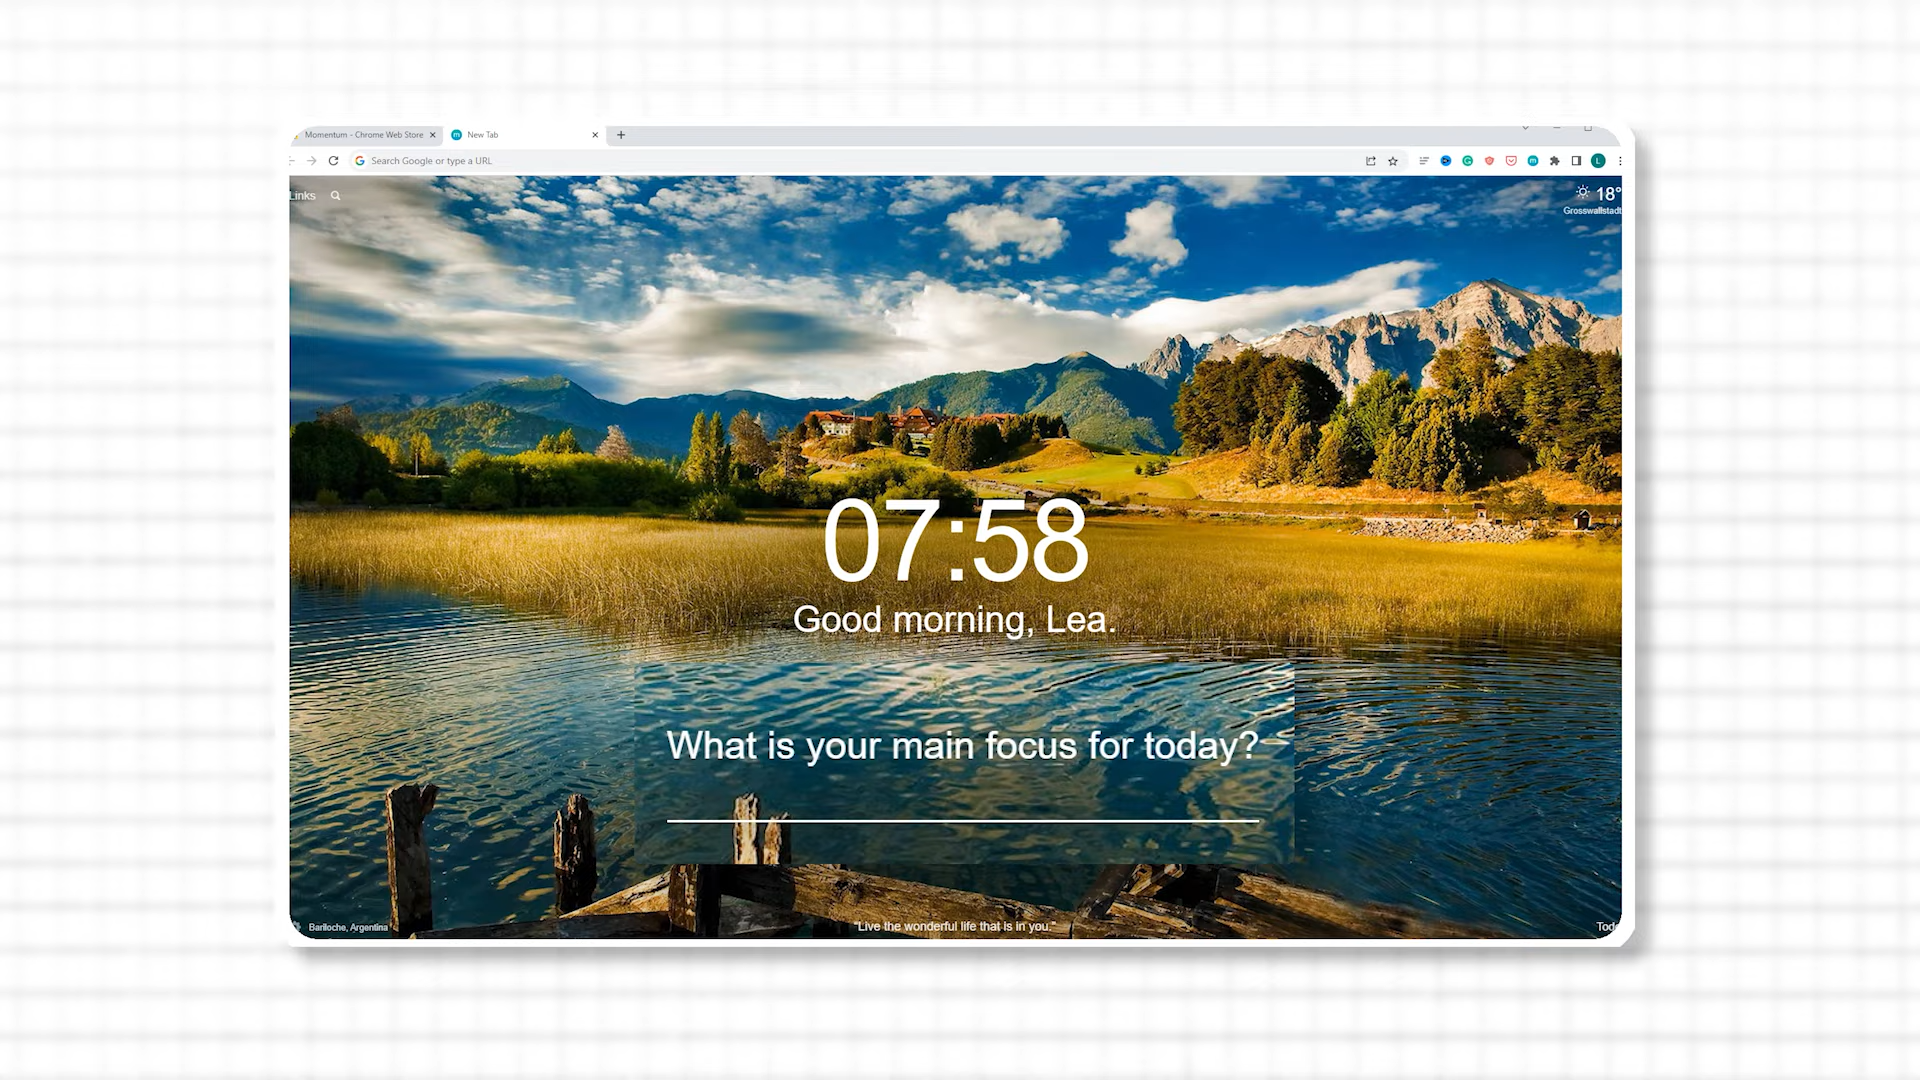 Momentum - Chrome Web Store
New Tab
Search Google or type a URL
L
Links
18°
Grosswallstadt
07:58
Good morning, Lea.
What is your main focus for today?
Bariloche, Argentina
"Live the wonderful life that is in you."
Todo